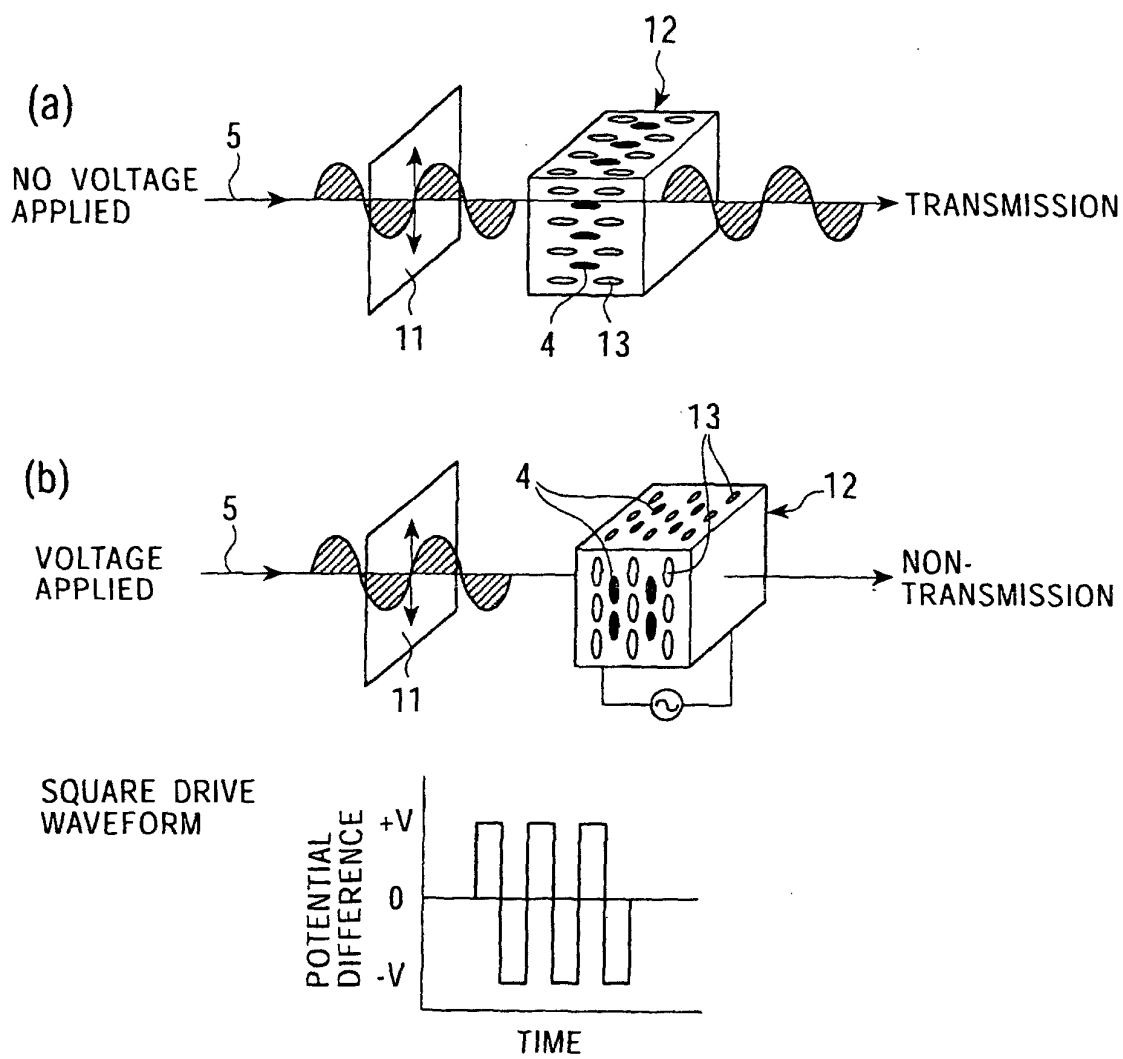 (a)
12
5
NO VOLTAGE
APPLIED
TRANSMISSION
11
4
13
(b)
13
4
12
5
VOLTAGE
APPLIED
NON-
TRANSMISSION
11
SQUARE DRIVE
WAVEFORM
POTENTIAL
DIFFERENCE
+V
0
-V
TIME